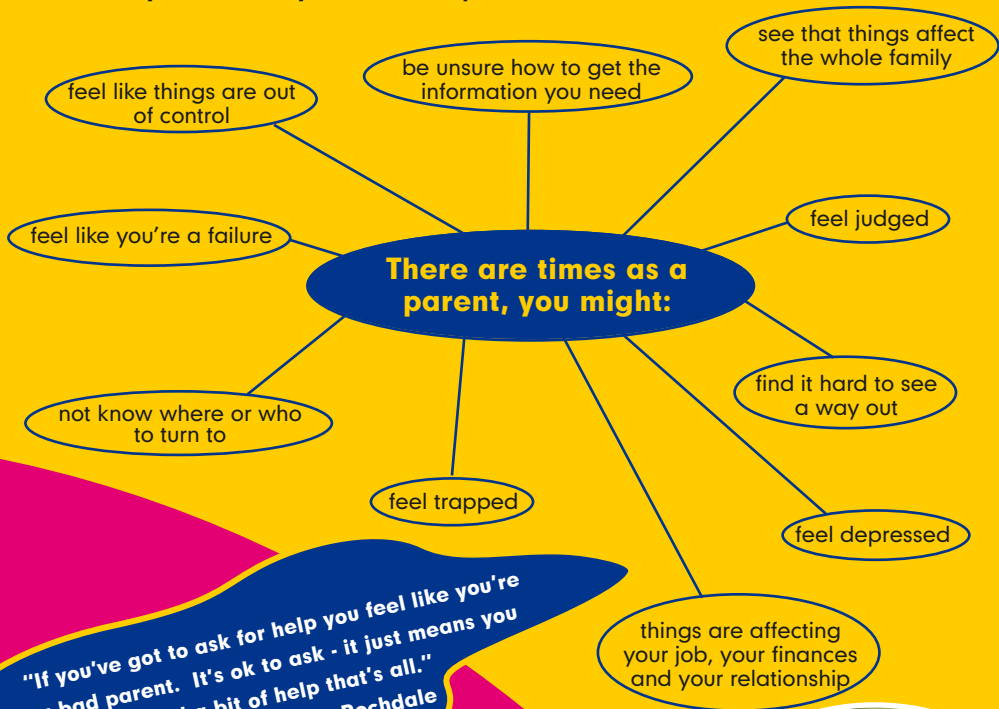 see that things affect
the whole family
be unsure how to get the
information you need
feel like things are out
of control
feel judged
feel like you're a failure
There are times as a
parent, you might:
find it hard to see
a way out
not know where or who
to turn to
feel trapped
feel depressed
things are affecting
your job, your finances
and your relationship
"If you've got to ask for help you feel like you're
bad parent. It's ok to ask - it just means you
bit of help that's all."
Rochdale